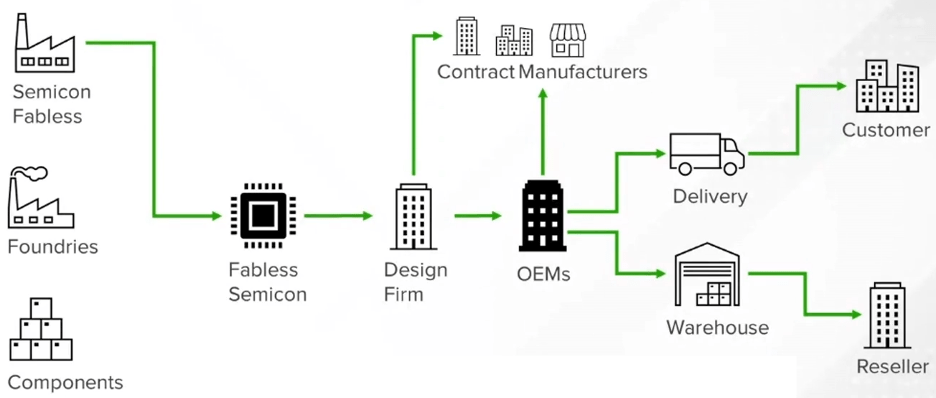 Semicon
Fabless
Foundries
Components
Fabless
Semicon
Design
Firm
Contract Manufacturers
OEMs
Delivery
Warehouse
Customer
Reseller